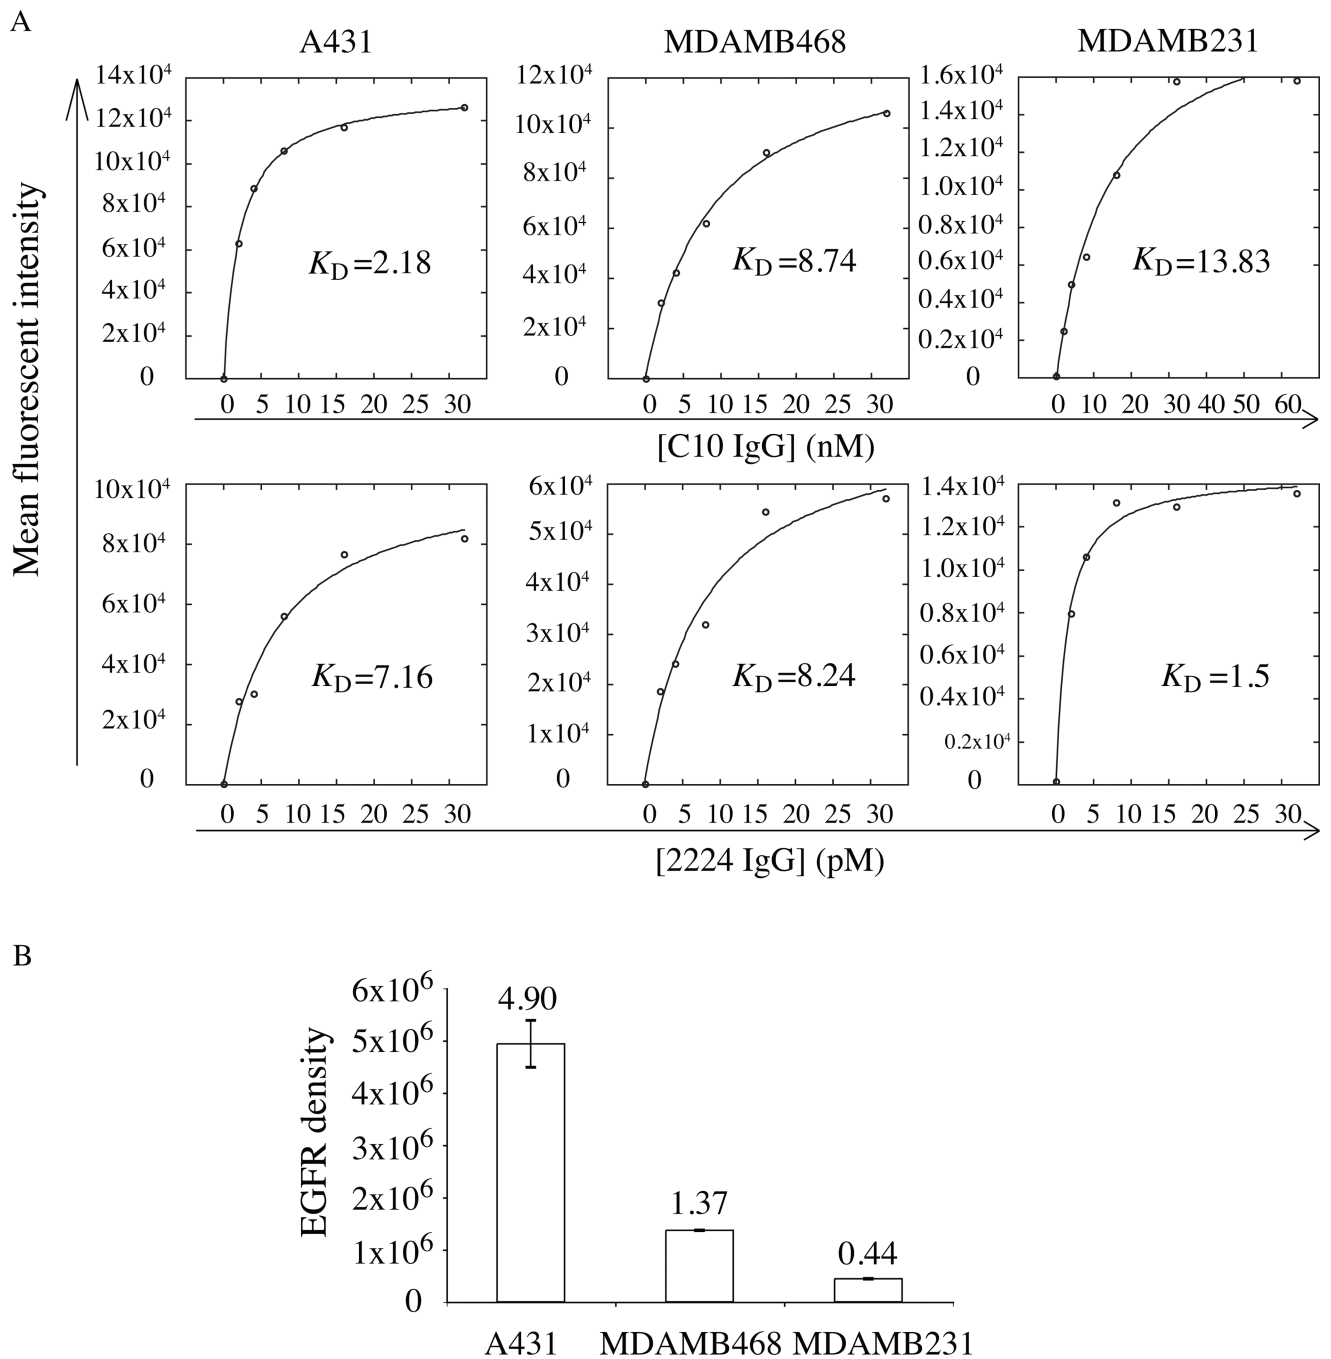 A
A431 MDAMB468 MDAMB231
Mean fluorescent intensity
14x10⁴
12x10⁴
10x10⁴
8x10⁴
6x10⁴
4x10⁴
2x10⁴
0
K_D=2.18
0 5 10 15 20 25 30
12x10⁴
10x10⁴
8x10⁴
6x10⁴
4x10⁴
2x10⁴
0
K_D=8.74
0 5 10 15 20 25 30
1.6x10⁴
1.4x10⁴
1.2x10⁴
1.0x10⁴
0.8x10⁴
0.6x10⁴
0.4x10⁴
0.2x10⁴
0
K_D=13.83
0 10 20 30 40 50 60
[C10 IgG] (nM)
10x10⁴
8x10⁴
6x10⁴
4x10⁴
2x10⁴
0
K_D=7.16
0 5 10 15 20 25 30
6x10⁴
5x10⁴
4x10⁴
3x10⁴
2x10⁴
1x10⁴
0
K_D=8.24
0 5 10 15 20 25 30
1.4x10⁴
1.2x10⁴
1.0x10⁴
0.8x10⁴
0.6x10⁴
0.4x10⁴
0.2x10⁴
0
K_D =1.5
0 5 10 15 20 25 30
[2224 IgG] (pM)
B
EGFR density
6x10⁶
5x10⁶
4x10⁶
3x10⁶
2x10⁶
1x10⁶
0
4.90
1.37
0.44
A431 MDAMB468 MDAMB231